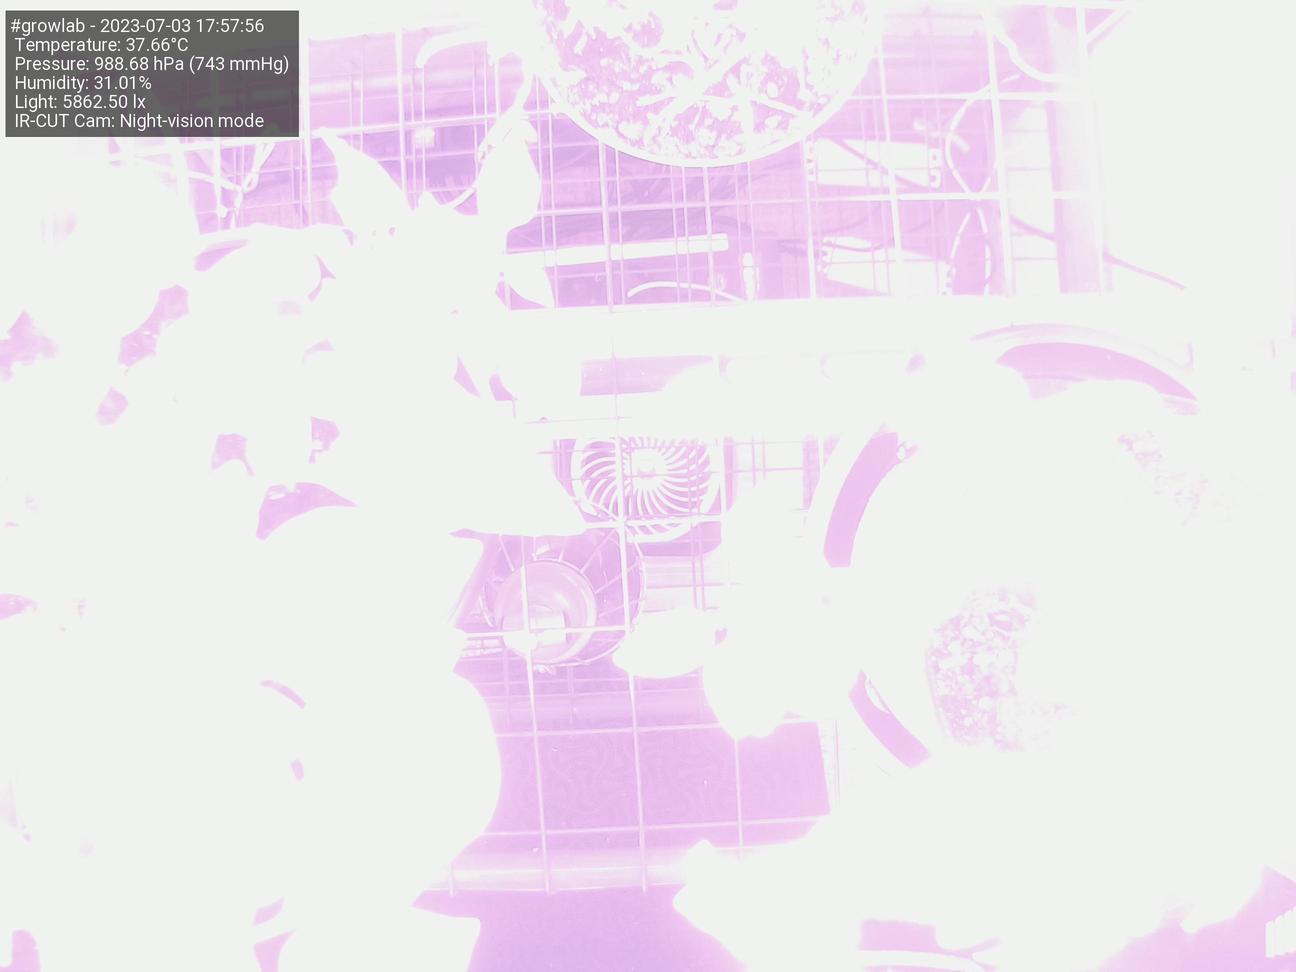 #growlab - 2023-07-03 17:57:56
Temperature: 37.66°C
Pressure: 988.68 hPa (743 mmHg)
Humidity: 31.01%
Light: 5862.50 lx
IR-CUT Cam: Night-vision mode